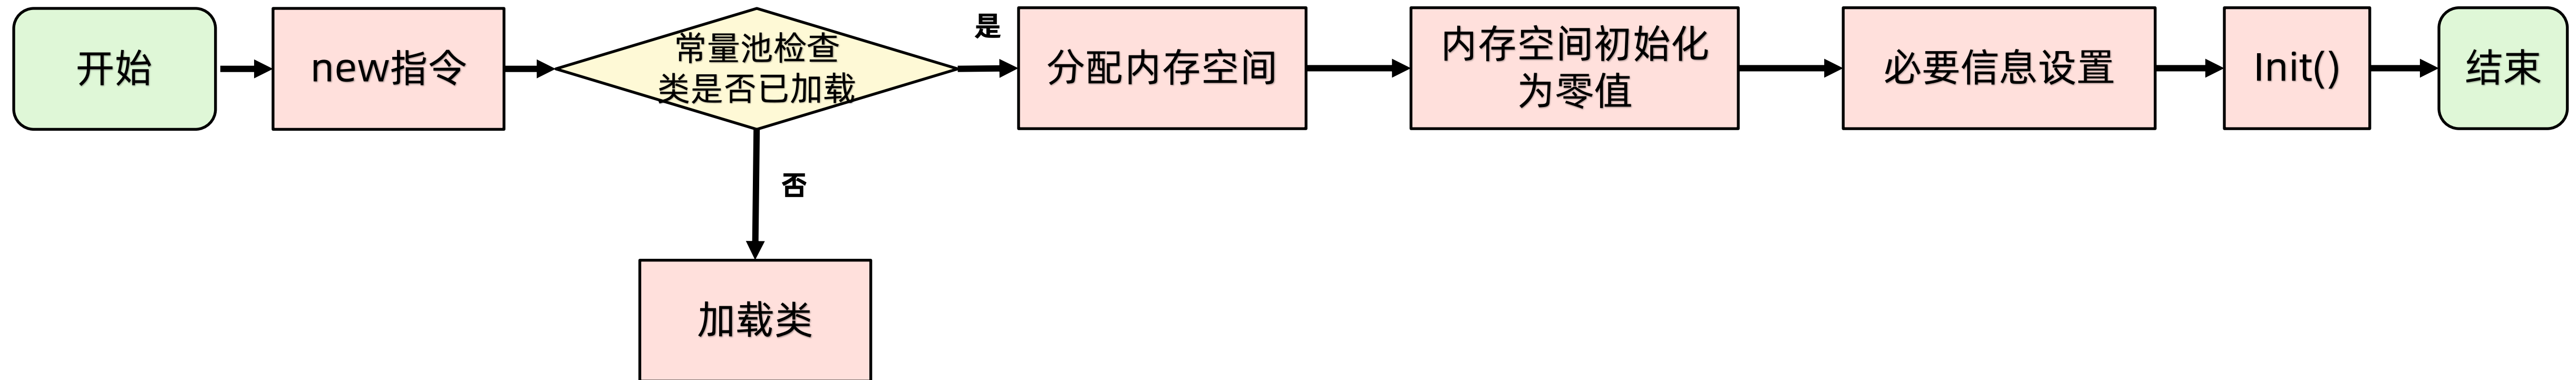 开始
new指令
常量池检查
类是否已加载
是
分配内存空间
内存空间初始化
为零值
必要信息设置
Init()
结束
否
加载类